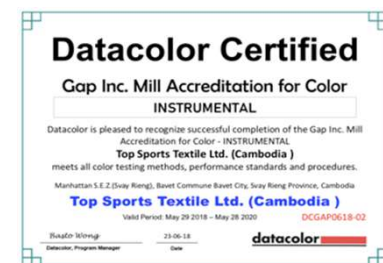 Datacolor Certified
Gap Inc. Mill Accreditation for Color
INSTRUMENTAL
Datacolor is pleased to recognize successful completion of the Gap Inc. Mill
Accreditation for Color - INSTRUMENTAL
Top Sports Textile Ltd. (Cambodia )
meets all color testing methods, performance standards and procedures.
Manhattan S.E.Z.(Svay Rieng), Bavet Commune Bavet City, Svay Rieng Province, Cambodia
Top Sports Textile Ltd. (Cambodia )
Valid Period: May 29 2018 – May 28 2020
DCGAP0618-02
Busto Wong
23-06-18
datacolor
Datacolor, Program Manager
Date